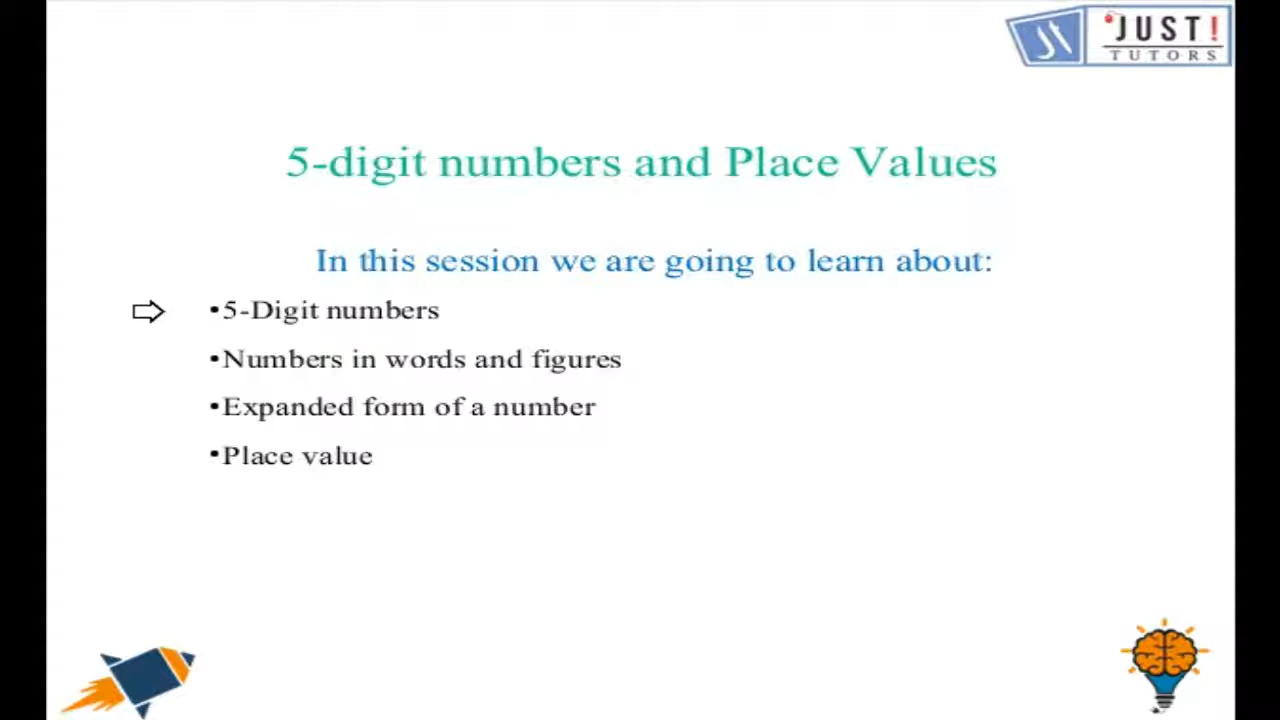 JUST!
TUTORS
5-digit numbers and Place Values
In this session we are going to learn about:
•5-Digit numbers
•Numbers in words and figures
•Expanded form of a number
•Place value